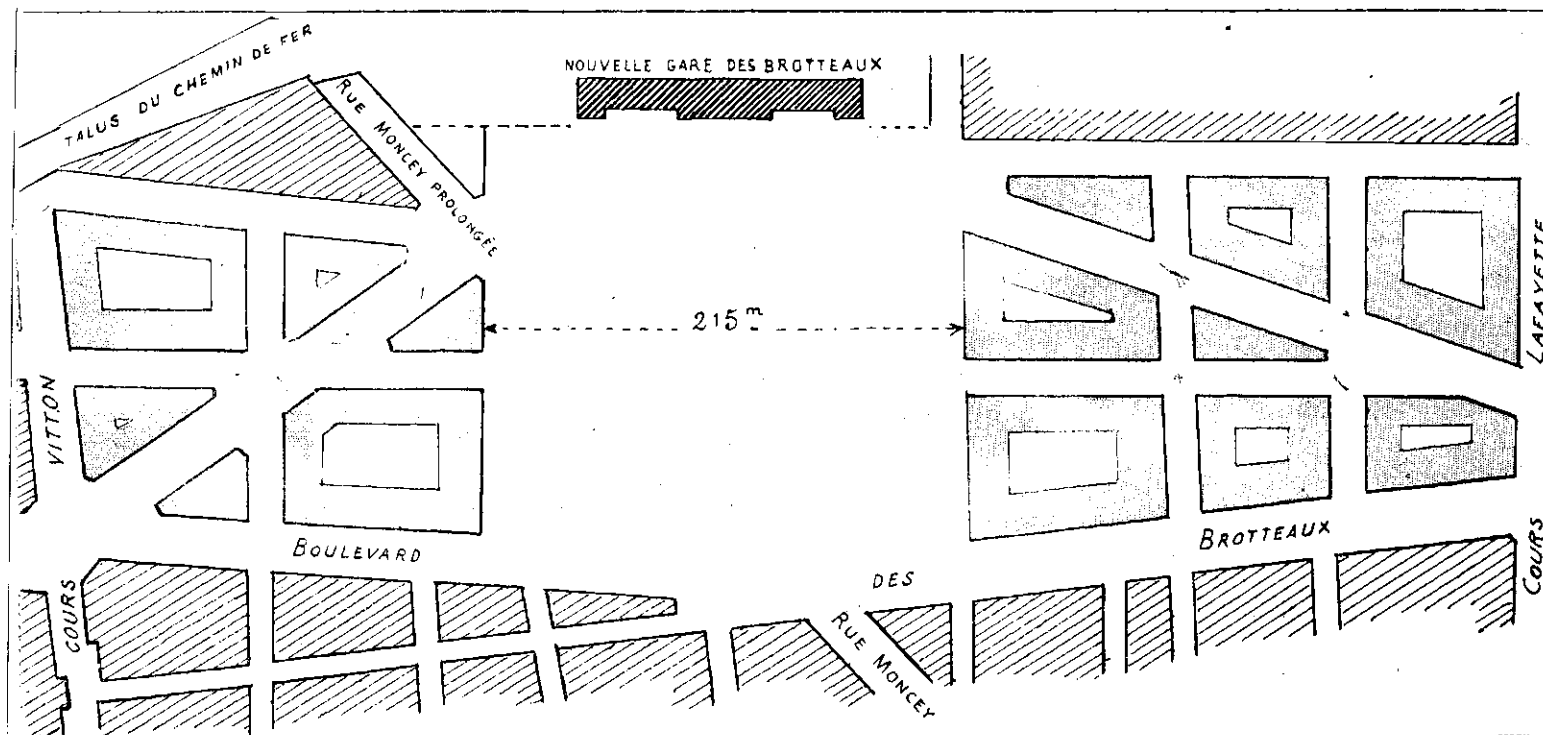 TALUS DU CHEMIN DE FER
RUE MONCEY PROLONGÉE
NOUVELLE GARE DES BROTTEAUX
215 m
COURS VITTON
COURS LAFAYETTE
BOULEVARD DES BROTTEAUX
RUE MONCEY